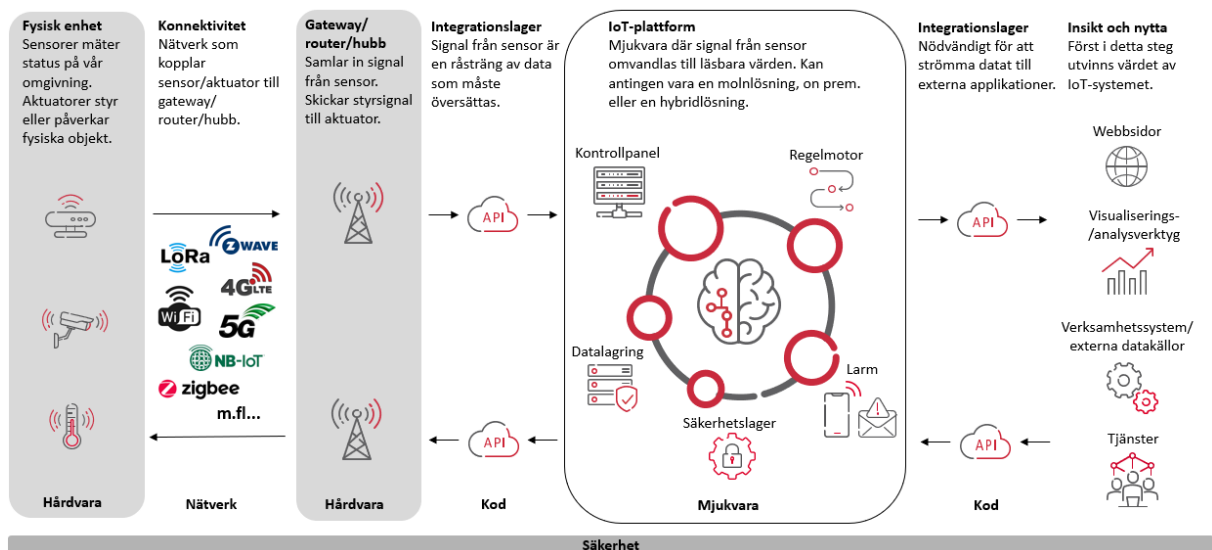 Fysisk enhet
Sensorer mäter
status på vår
omgivning.
Aktuatorer styr
eller påverkar
fysiska objekt.
Konnektivitet
Nätverk som
kopplar
sensor/aktuator till
gateway/
router/hubb.
Gateway/
router/hubb
Samlar in signal
från sensor.
Skickar styrsignal
till aktuator.
Integrationslager
Signal från sensor är
en råsträng av data
som måste
översättas.
IoT-plattform
Mjukvara där signal från sensor
omvandlas till läsbara värden. Kan
antingen vara en molnlösning, on prem.
eller en hybridlösning.
Integrationslager
Nödvändigt för att
strömma datat till
externa applikationer.
Insikt och nytta
Först i detta steg
utvinns värdet av
IoT-systemet.
LoRa
Z WAVE
4G LTE
Wi Fi
5G
NB-IoT
zigbee
m.fl...
API
API
Kontrollpanel
Regelmotor
Datalagring
Larm
Säkerhetslager
API
API
Webbsidor
Visualiserings-
/analysverktyg
Verksamhetssystem/
externa datakällor
Tjänster
Hårdvara
Nätverk
Hårdvara
Kod
Mjukvara
Kod
Säkerhet